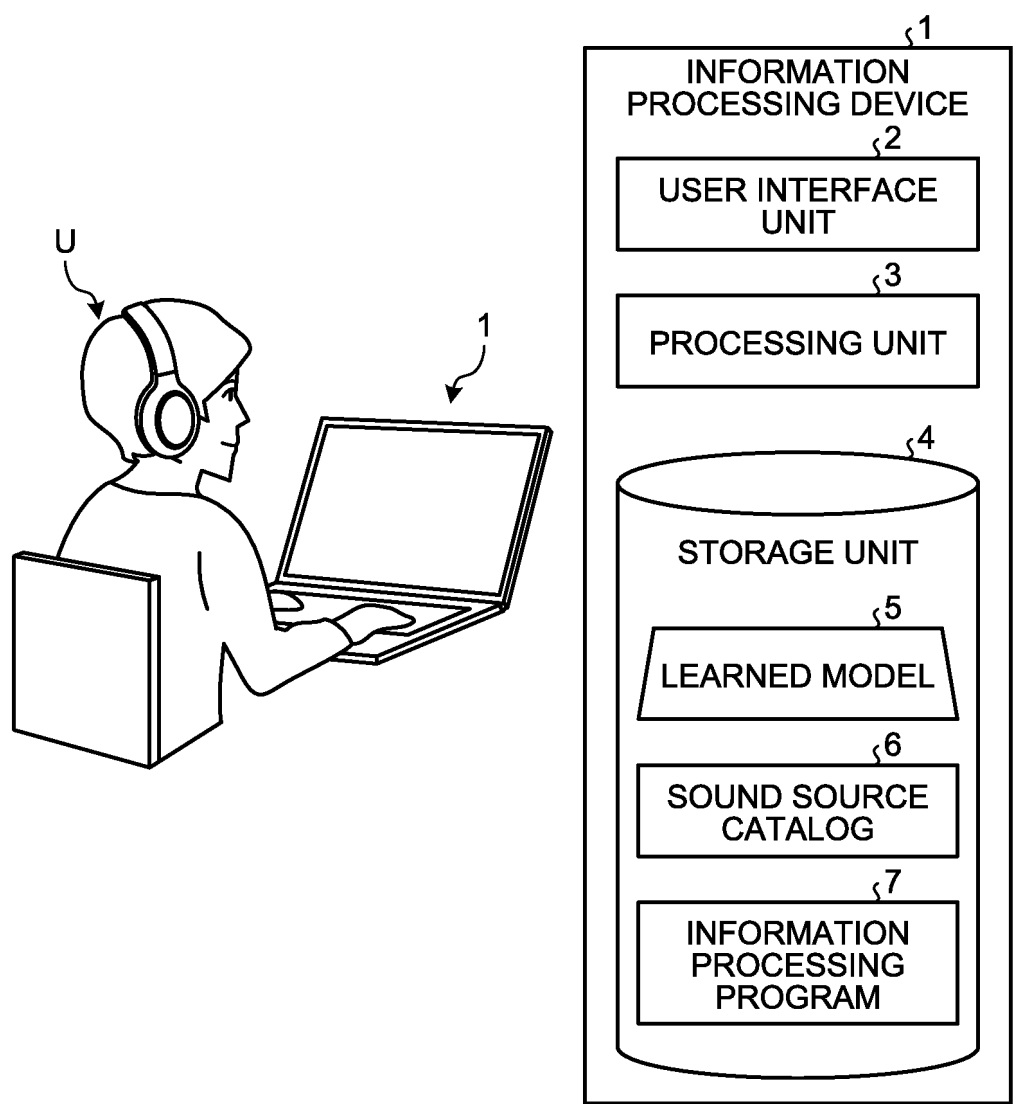 U
1
1
INFORMATION
PROCESSING DEVICE
2
USER INTERFACE
UNIT
3
PROCESSING UNIT
4
STORAGE UNIT
5
LEARNED MODEL
6
SOUND SOURCE
CATALOG
7
INFORMATION
PROCESSING
PROGRAM